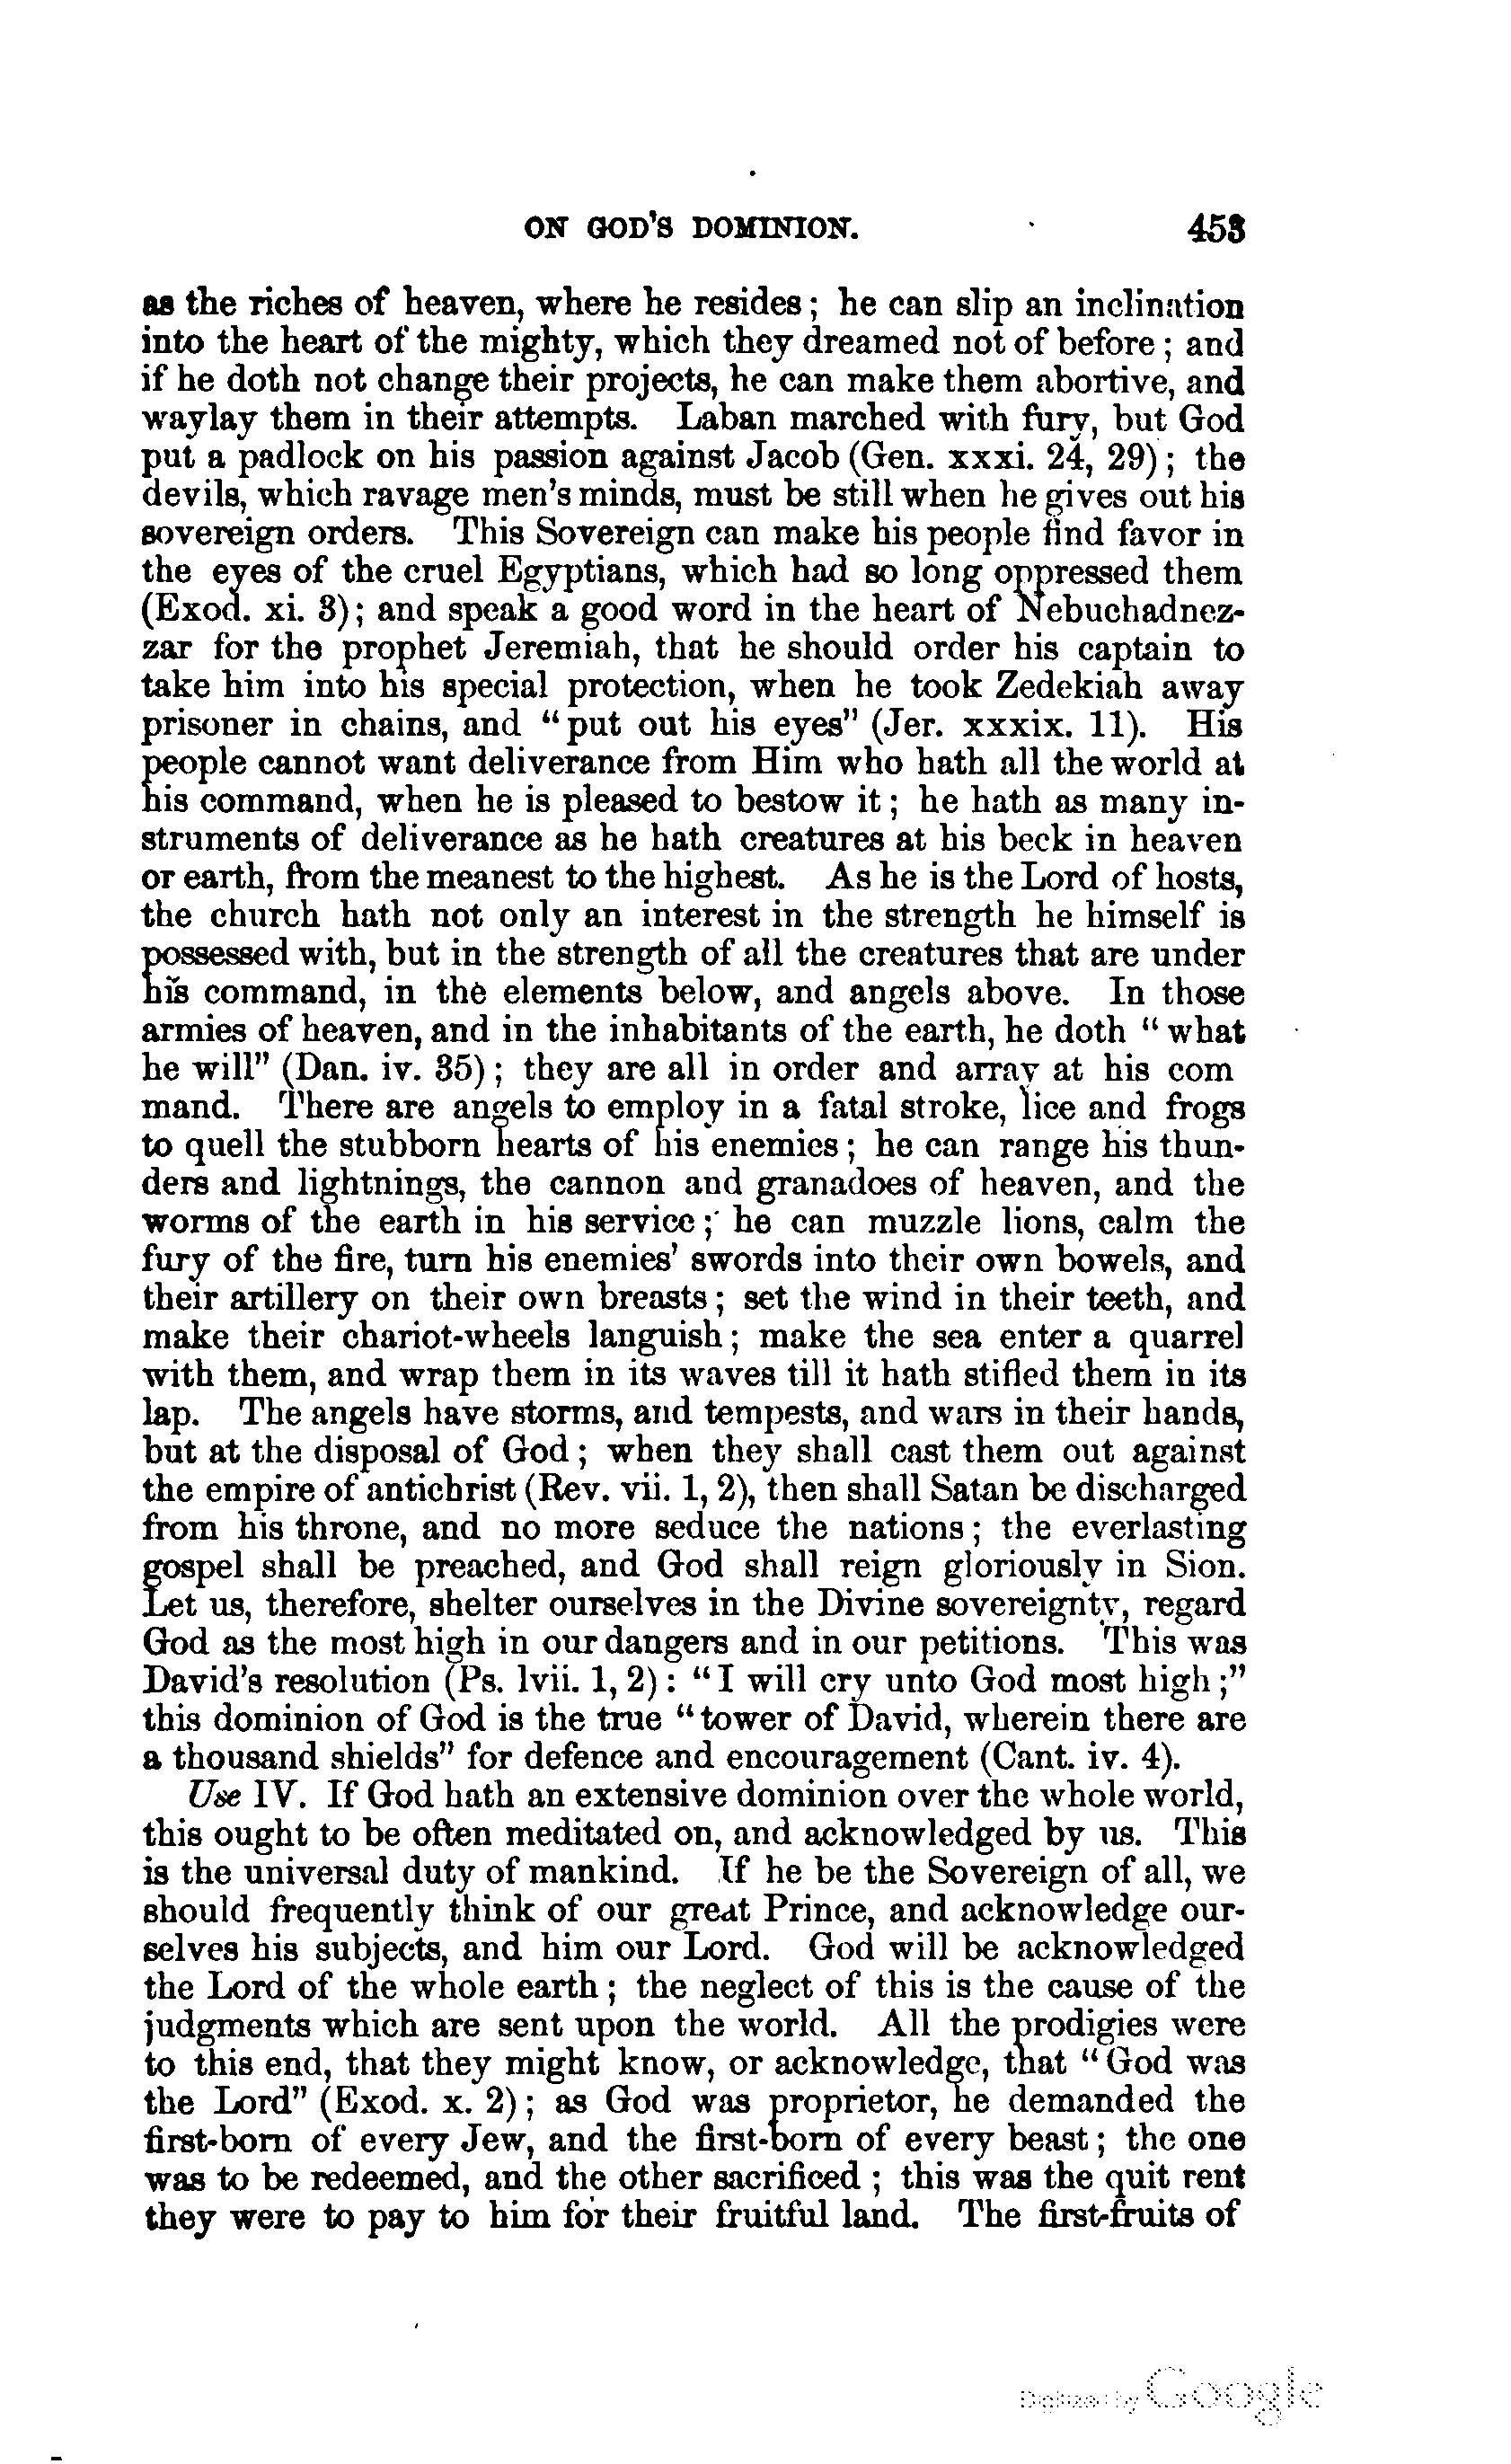 ON GOD'S DOMINION. 453
as the riches of heaven, where he resides; he can slip an inclination
into the heart of the mighty, which they dreamed not of before; and
if he doth not change their projects, he can make them abortive, and
waylay them in their attempts. Laban marched with fury, but God
put a padlock on his passion against Jacob (Gen. xxxi. 24, 29); the
devils, which ravage men's minds, must be still when he gives out his
sovereign orders. This Sovereign can make his people find favor in
the eyes of the cruel Egyptians, which had so long oppressed them
(Exod. xi. 3); and speak a good word in the heart of Nebuchadnez-
zar for the prophet Jeremiah, that he should order his captain to
take him into his special protection, when he took Zedekiah away
prisoner in chains, and "put out his eyes" (Jer. xxxix. 11). His
people cannot want deliverance from Him who hath all the world at
his command, when he is pleased to bestow it; he hath as many in-
struments of deliverance as he hath creatures at his beck in heaven
or earth, from the meanest to the highest. As he is the Lord of hosts,
the church hath not only an interest in the strength he himself is
possessed with, but in the strength of all the creatures that are under
his command, in the elements below, and angels above. In those
armies of heaven, and in the inhabitants of the earth, he doth "what
he will" (Dan. iv. 35); they are all in order and array at his com
mand. There are angels to employ in a fatal stroke, lice and frogs
to quell the stubborn hearts of his enemies; he can range his thun-
ders and lightnings, the cannon and granadoes of heaven, and the
worms of the earth in his service; he can muzzle lions, calm the
fury of the fire, turn his enemies' swords into their own bowels, and
their artillery on their own breasts; set the wind in their teeth, and
make their chariot-wheels languish; make the sea enter a quarrel
with them, and wrap them in its waves till it hath stifled them in its
lap. The angels have storms, and tempests, and wars in their hands,
but at the disposal of God; when they shall cast them out against
the empire of antichrist (Rev. vii. 1, 2), then shall Satan be discharged
from his throne, and no more seduce the nations; the everlasting
gospel shall be preached, and God shall reign gloriously in Sion.
Let us, therefore, shelter ourselves in the Divine sovereignty, regard
God as the most high in our dangers and in our petitions. This was
David's resolution (Ps. lvii. 1, 2): "I will cry unto God most high;"
this dominion of God is the true "tower of David, wherein there are
a thousand shields" for defence and encouragement (Cant. iv. 4).
Use IV. If God hath an extensive dominion over the whole world,
this ought to be often meditated on, and acknowledged by us. This
is the universal duty of mankind. If he be the Sovereign of all, we
should frequently think of our great Prince, and acknowledge our-
selves his subjects, and him our Lord. God will be acknowledged
the Lord of the whole earth; the neglect of this is the cause of the
judgments which are sent upon the world. All the prodigies were
to this end, that they might know, or acknowledge, that "God was
the Lord" (Exod. x. 2); as God was proprietor, he demanded the
first-born of every Jew, and the first-born of every beast; the one
was to be redeemed, and the other sacrificed; this was the quit rent
they were to pay to him for their fruitful land. The first-fruits of
Digitized by Google